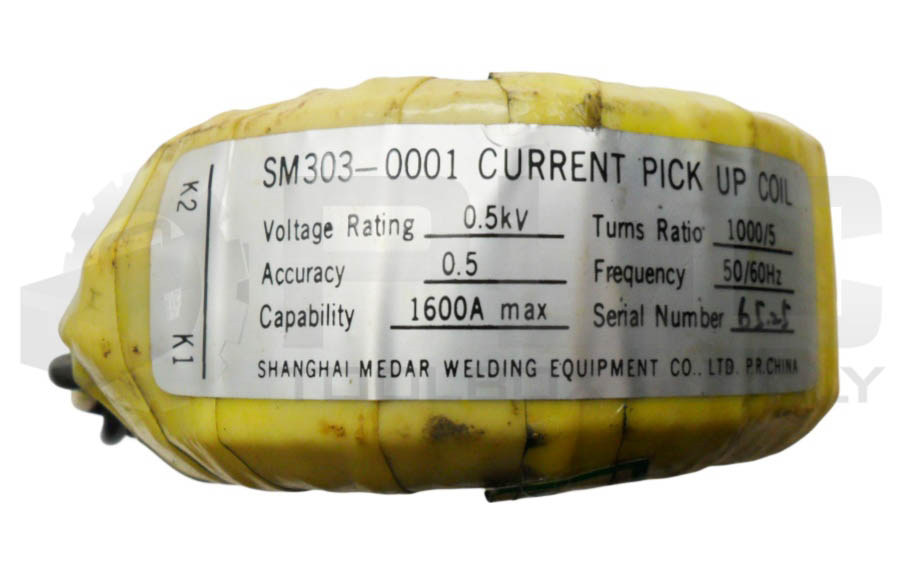 SM303-0001 CURRENT PICK UP COIL
K2
K1
Voltage Rating 0.5kV Turns Ratio 1000/5
Accuracy 0.5 Frequency 50/60Hz
Capability 1600A max Serial Number
SHANGHAI MEDAR WELDING EQUIPMENT CO., LTD. P.R.CHINA